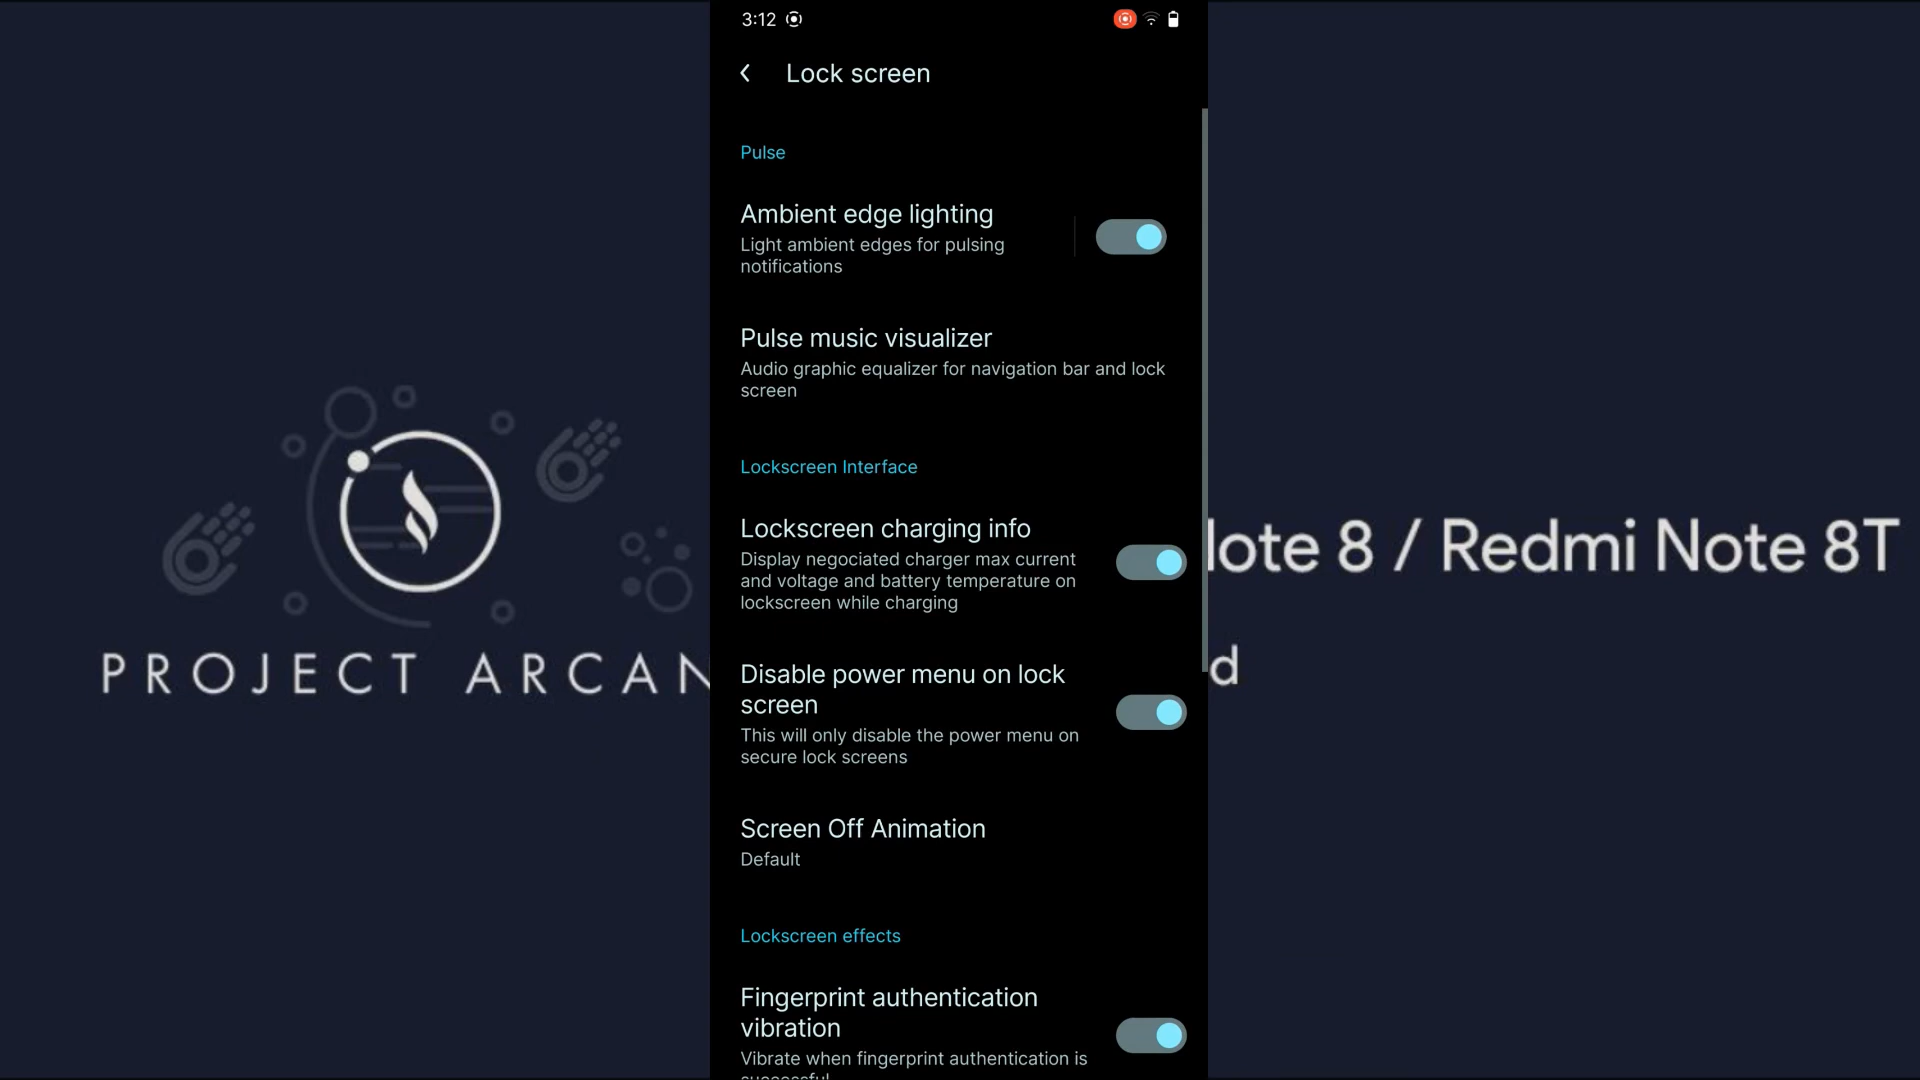 3:12
Lock screen
Pulse
Ambient edge lighting
Light ambient edges for pulsing
notifications
Pulse music visualizer
Audio graphic equalizer for navigation bar and lock
screen
Lockscreen Interface
Lockscreen charging info
Display negociated charger max current
and voltage and battery temperature on
lockscreen while charging
Disable power menu on lock
screen
This will only disable the power menu on
secure lock screens
Screen Off Animation
Default
Lockscreen effects
Fingerprint authentication
vibration
Vibrate when fingerprint authentication is
PROJECT ARCAN
ote 8 / Redmi Note 8T
d